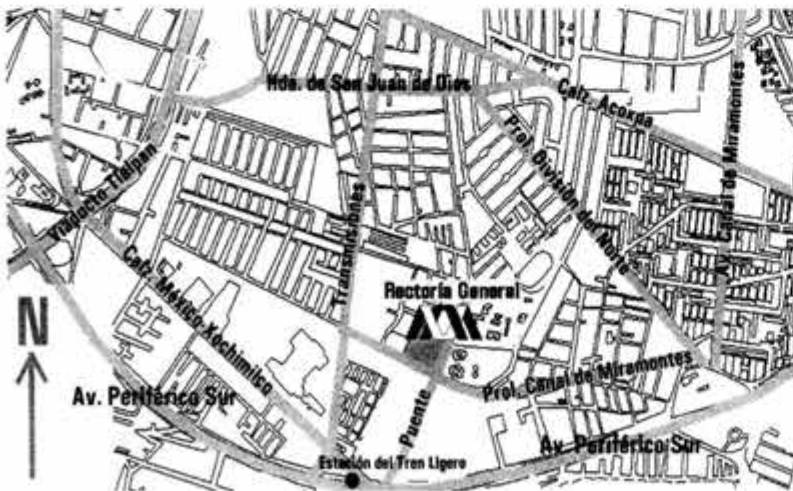 Hda. de San Juan de Dios
Calz. Acoxpa
Av. Canal de Miramontes
Prol. División del Norte
Viaducto-Tlalpan
Transmisiones
Calz. México-Xochimilco
Rectoría General
N
Prol. Canal de Miramontes
Av. Periférico Sur
Puente
Av. Periférico Sur
Estación del Tren Ligero